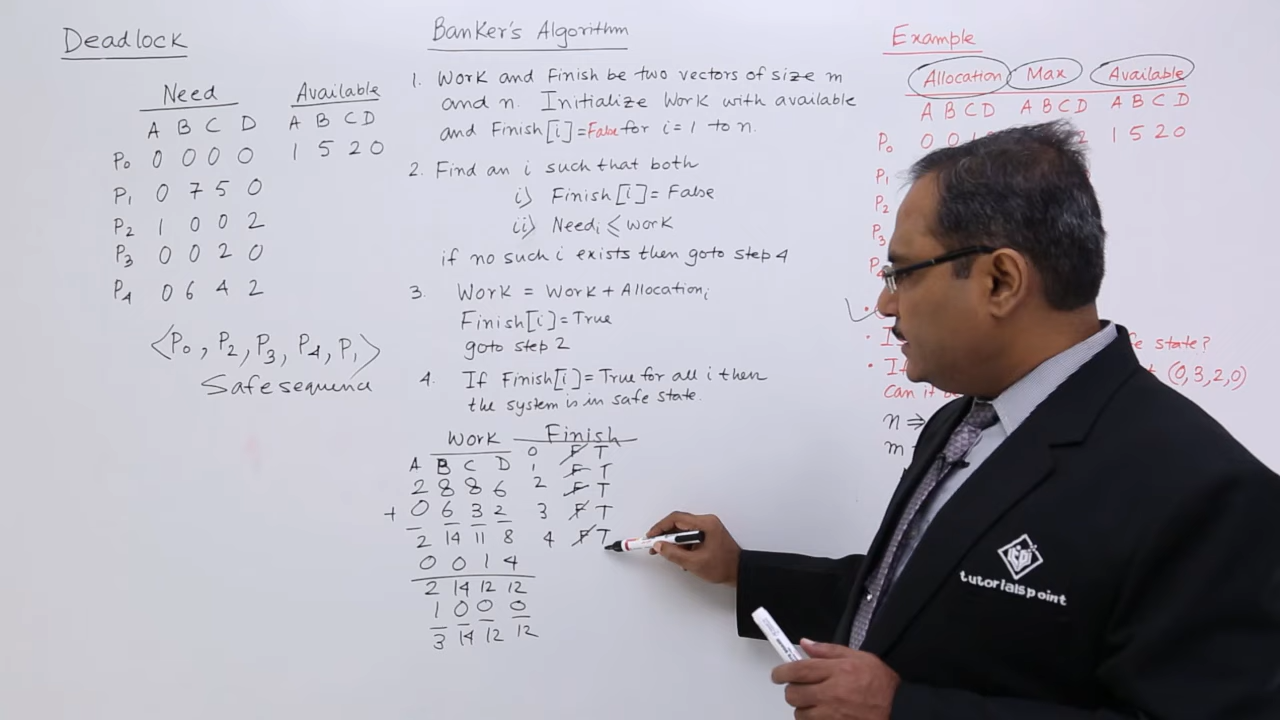 Deadlock
Need Available
A B C D A B C D
P0 0 0 0 0 1 5 2 0
P1 0 7 5 0
P2 1 0 0 2
P3 0 0 2 0
P4 0 6 4 2
<P0, P2, P3, P4, P1>
Safe sequence
Banker's Algorithm
1. Work and Finish be two vectors of size m
and n. Initialize Work with available
and Finish[i]=False for i=1 to n.
2. Find an i such that both
i) Finish[i]=False
ii) Needi ≤ work
if no such i exists then goto step 4
3. Work = Work + Allocationi
Finish[i]=True
goto step 2
4. If Finish[i]=True for all i then
the system is in safe state.
Work Finish
A B C D
2 8 8 6
+ 0 6 3 2
2 14 11 8
0 0 1 4
2 14 12 12
1 0 0 0
3 14 12 12
0 F T
1 F T
2 F T
3 F T
4 F T
Example
Allocation Max Available
A B C D A B C D A B C D
P0 0 0 1 2 1 5 2 0
P1
P2
P3
P4
state?
(0,3,2,0)
n ⇒
m
tutorialspoint